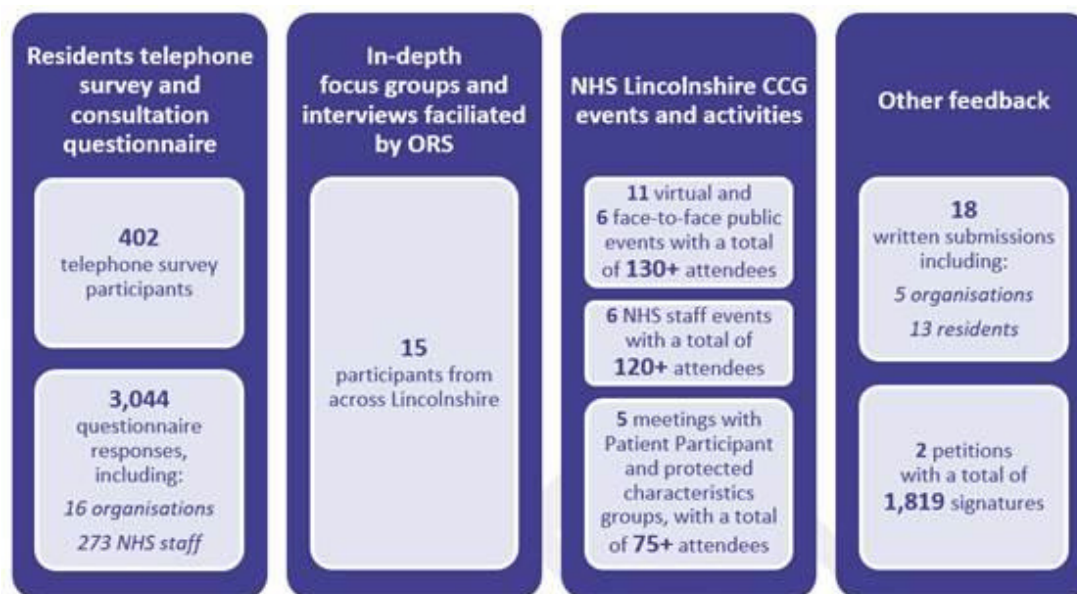 Residents telephone
survey and
consultation
questionnaire
402
telephone survey
participants
3,044
questionnaire
responses,
including:
16 organisations
273 NHS staff
In-depth
focus groups and
interviews faciliated
by ORS
15
participants from
across Lincolnshire
NHS Lincolnshire CCG
events and activities
11 virtual and
6 face-to-face public
events with a total
of 130+ attendees
6 NHS staff events
with a total of
120+ attendees
5 meetings with
Patient Participant
and protected
characteristics
groups, with a total
of 75+ attendees
Other feedback
18
written submissions
including:
5 organisations
13 residents
2 petitions
with a total of
1,819 signatures